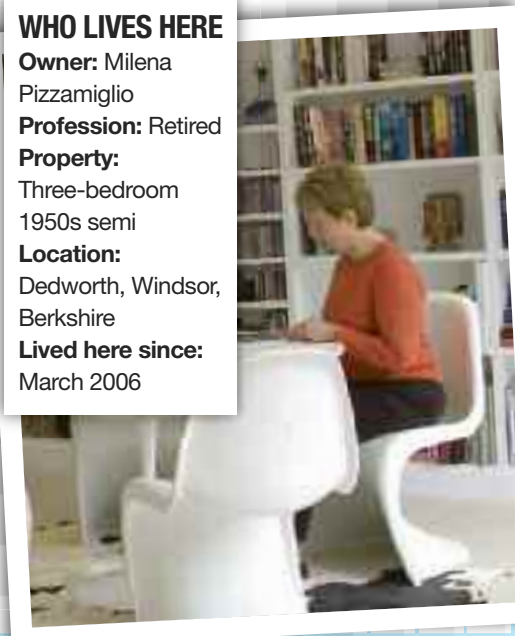 WHO LIVES HERE
Owner: Milena
Pizzamiglio
Profession: Retired
Property:
Three-bedroom
1950s semi
Location:
Dedworth, Windsor,
Berkshire
Lived here since:
March 2006